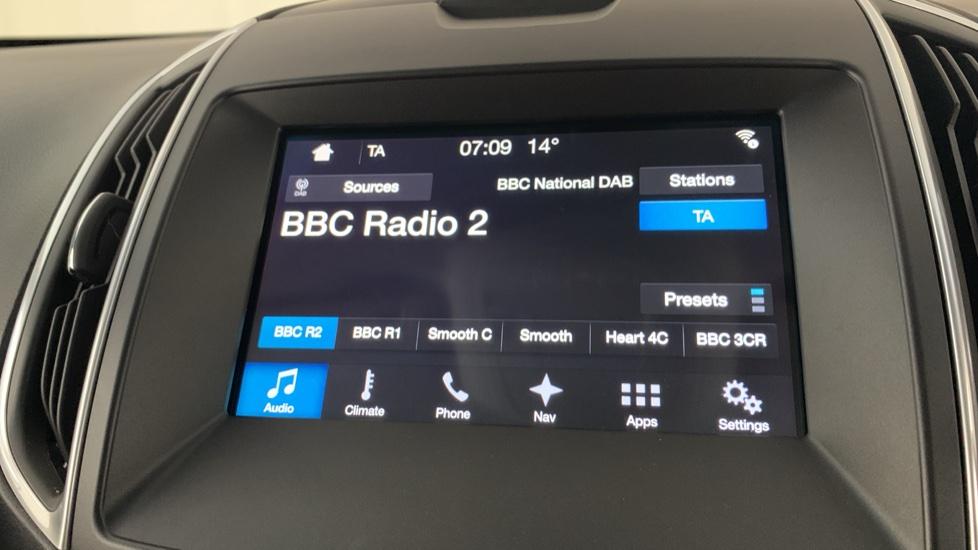 TA 07:09 14°
DAB Sources BBC National DAB Stations
BBC Radio 2 TA
Presets
BBC R2 BBC R1 Smooth C Smooth Heart 4C BBC 3CR
Audio Climate Phone Nav Apps Settings